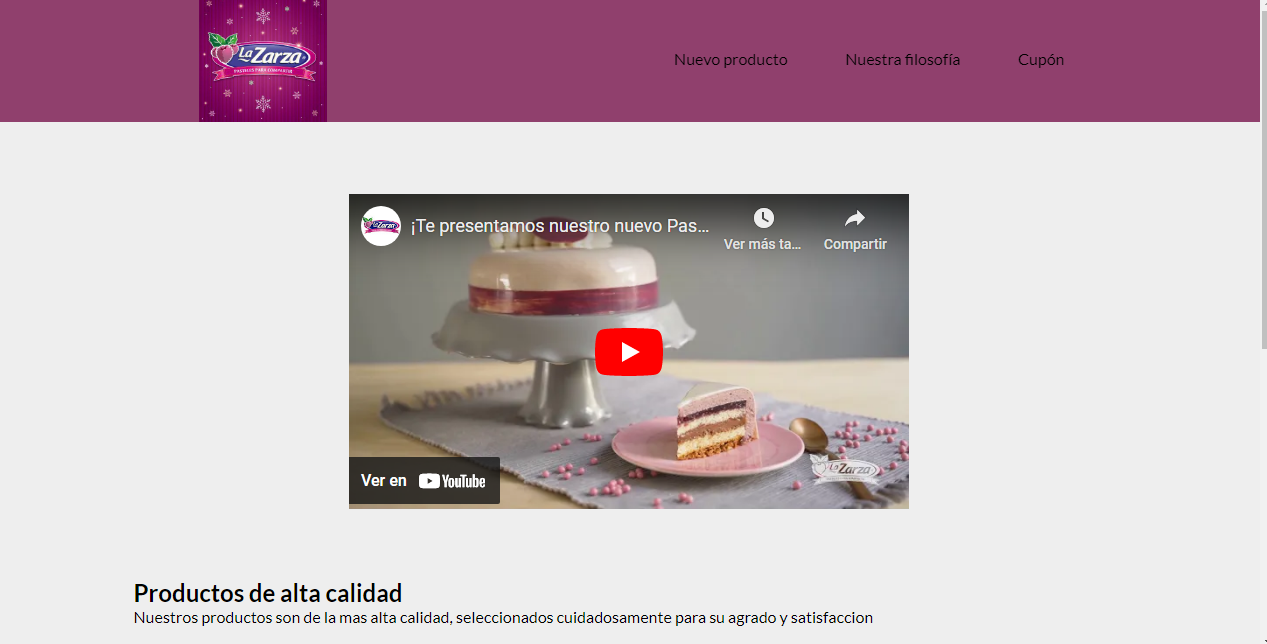 La Zarza
PASTELES PARA COMPARTIR
Nuevo producto
Nuestra filosofía
Cupón
La Zarza
¡Te presentamos nuestro nuevo Pas...
Ver más ta...
Compartir
La Zarza
Ver en YouTube
Productos de alta calidad
Nuestros productos son de la mas alta calidad, seleccionados cuidadosamente para su agrado y satisfaccion